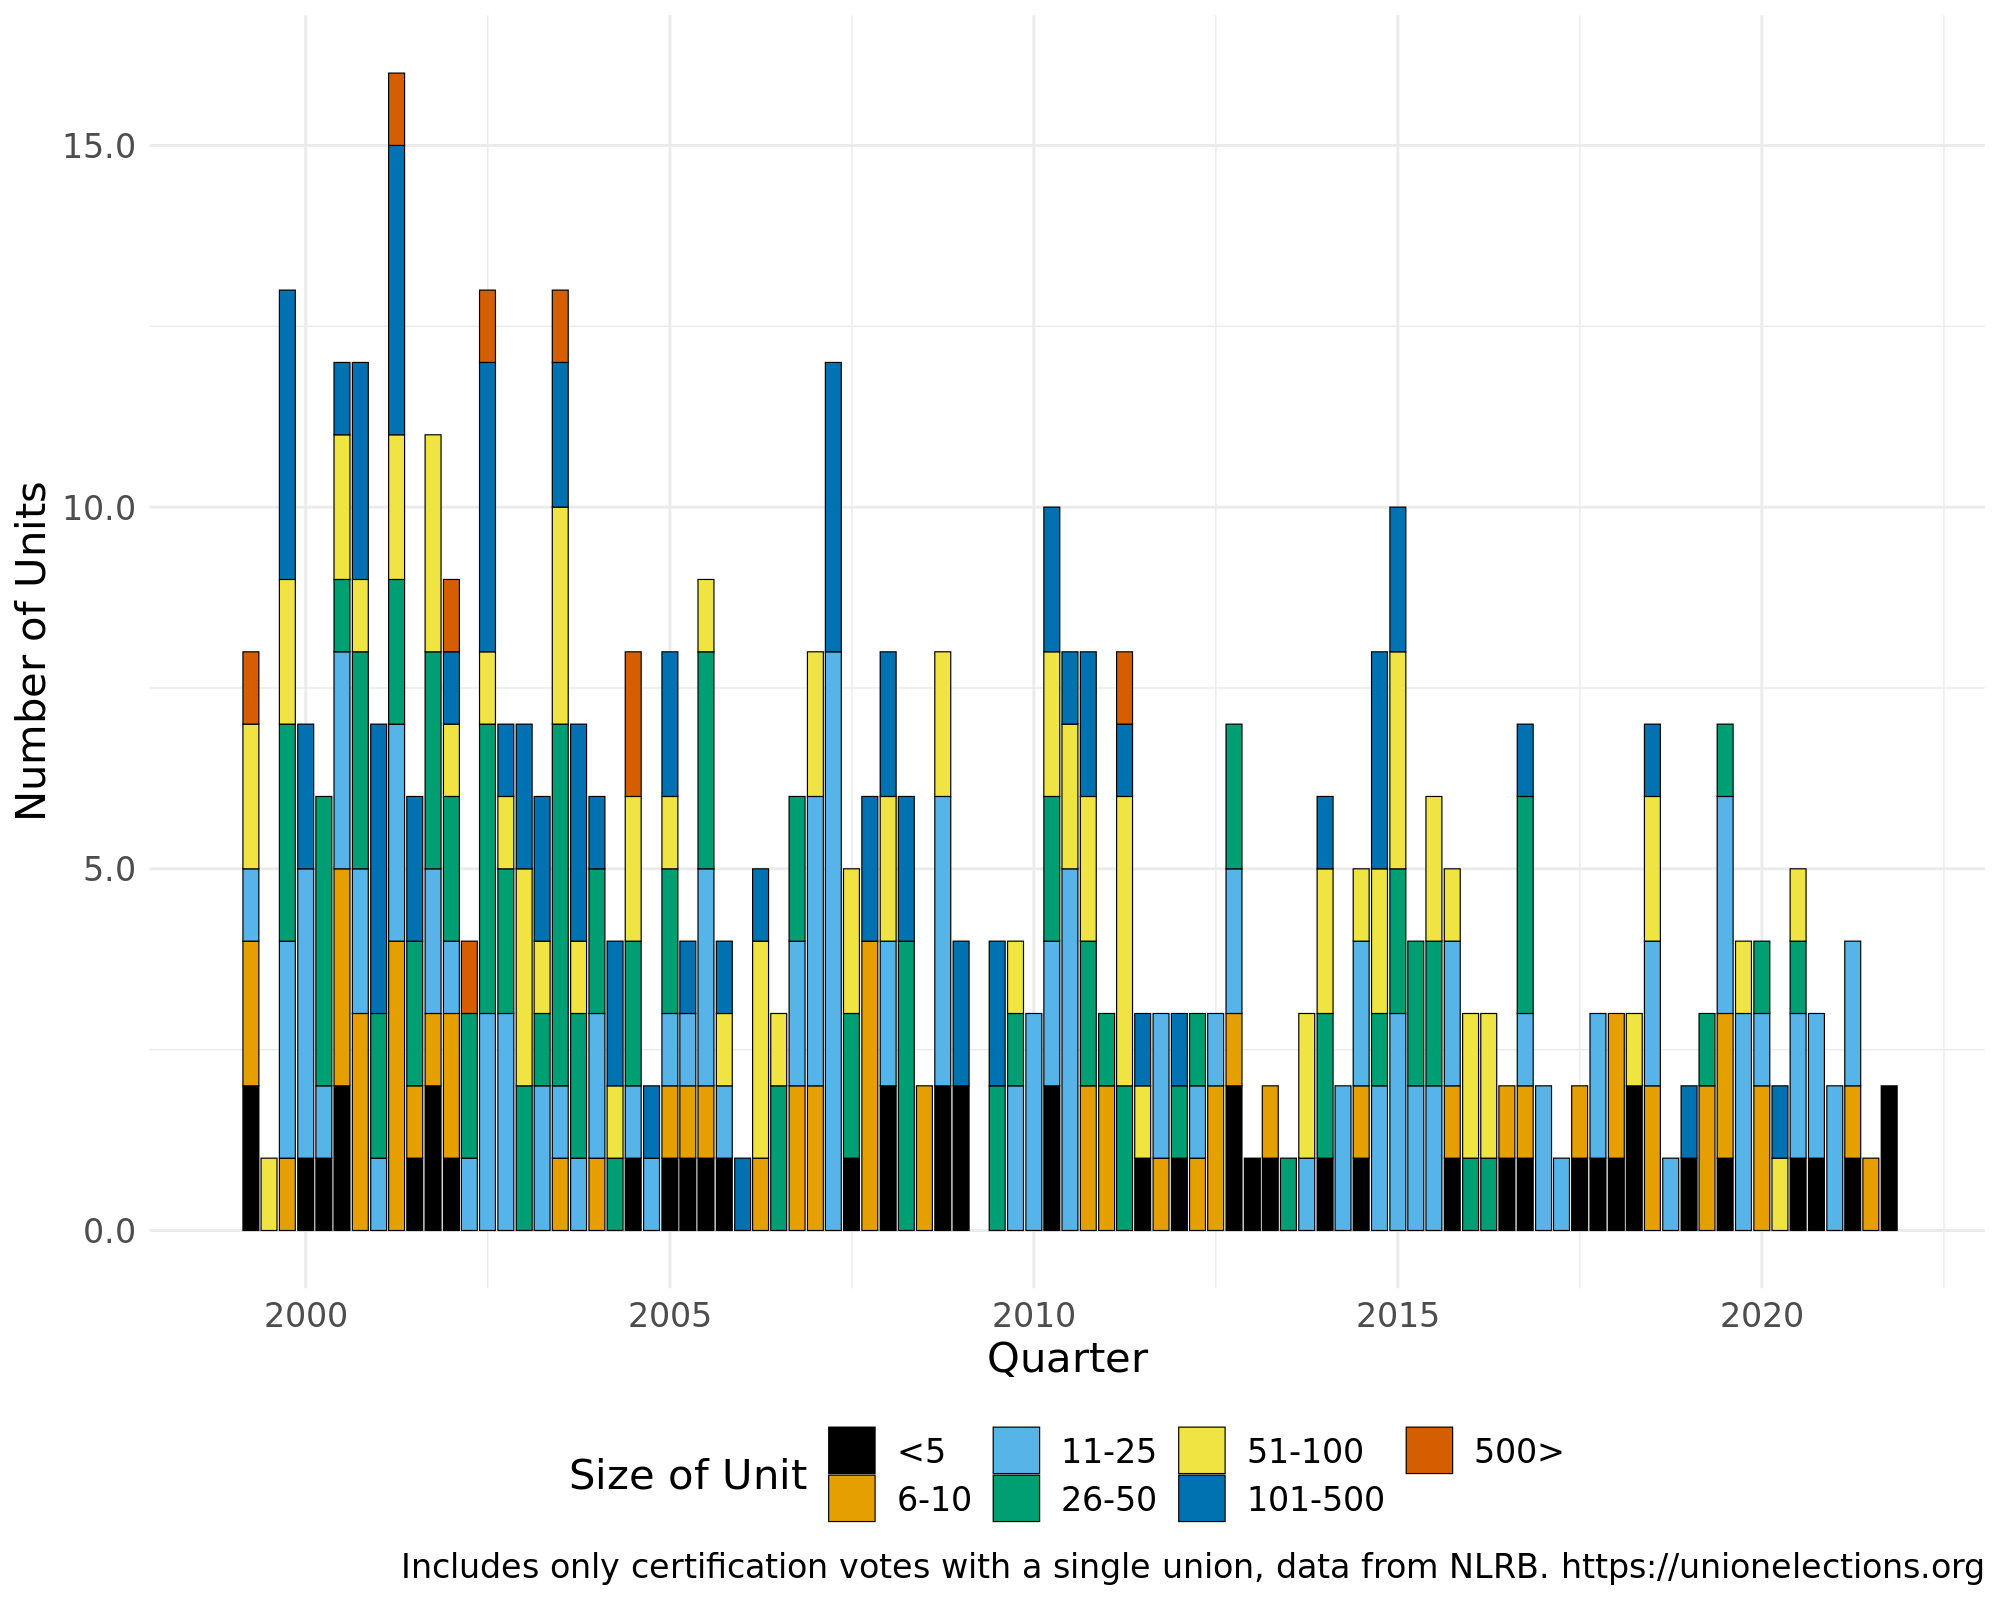 15.0
10.0
5.0
0.0
Number of Units
2000 2005 2010 2015 2020
Quarter
Size of Unit
<5 11-25 51-100 500>
6-10 26-50 101-500
Includes only certification votes with a single union, data from NLRB. https://unionelections.org